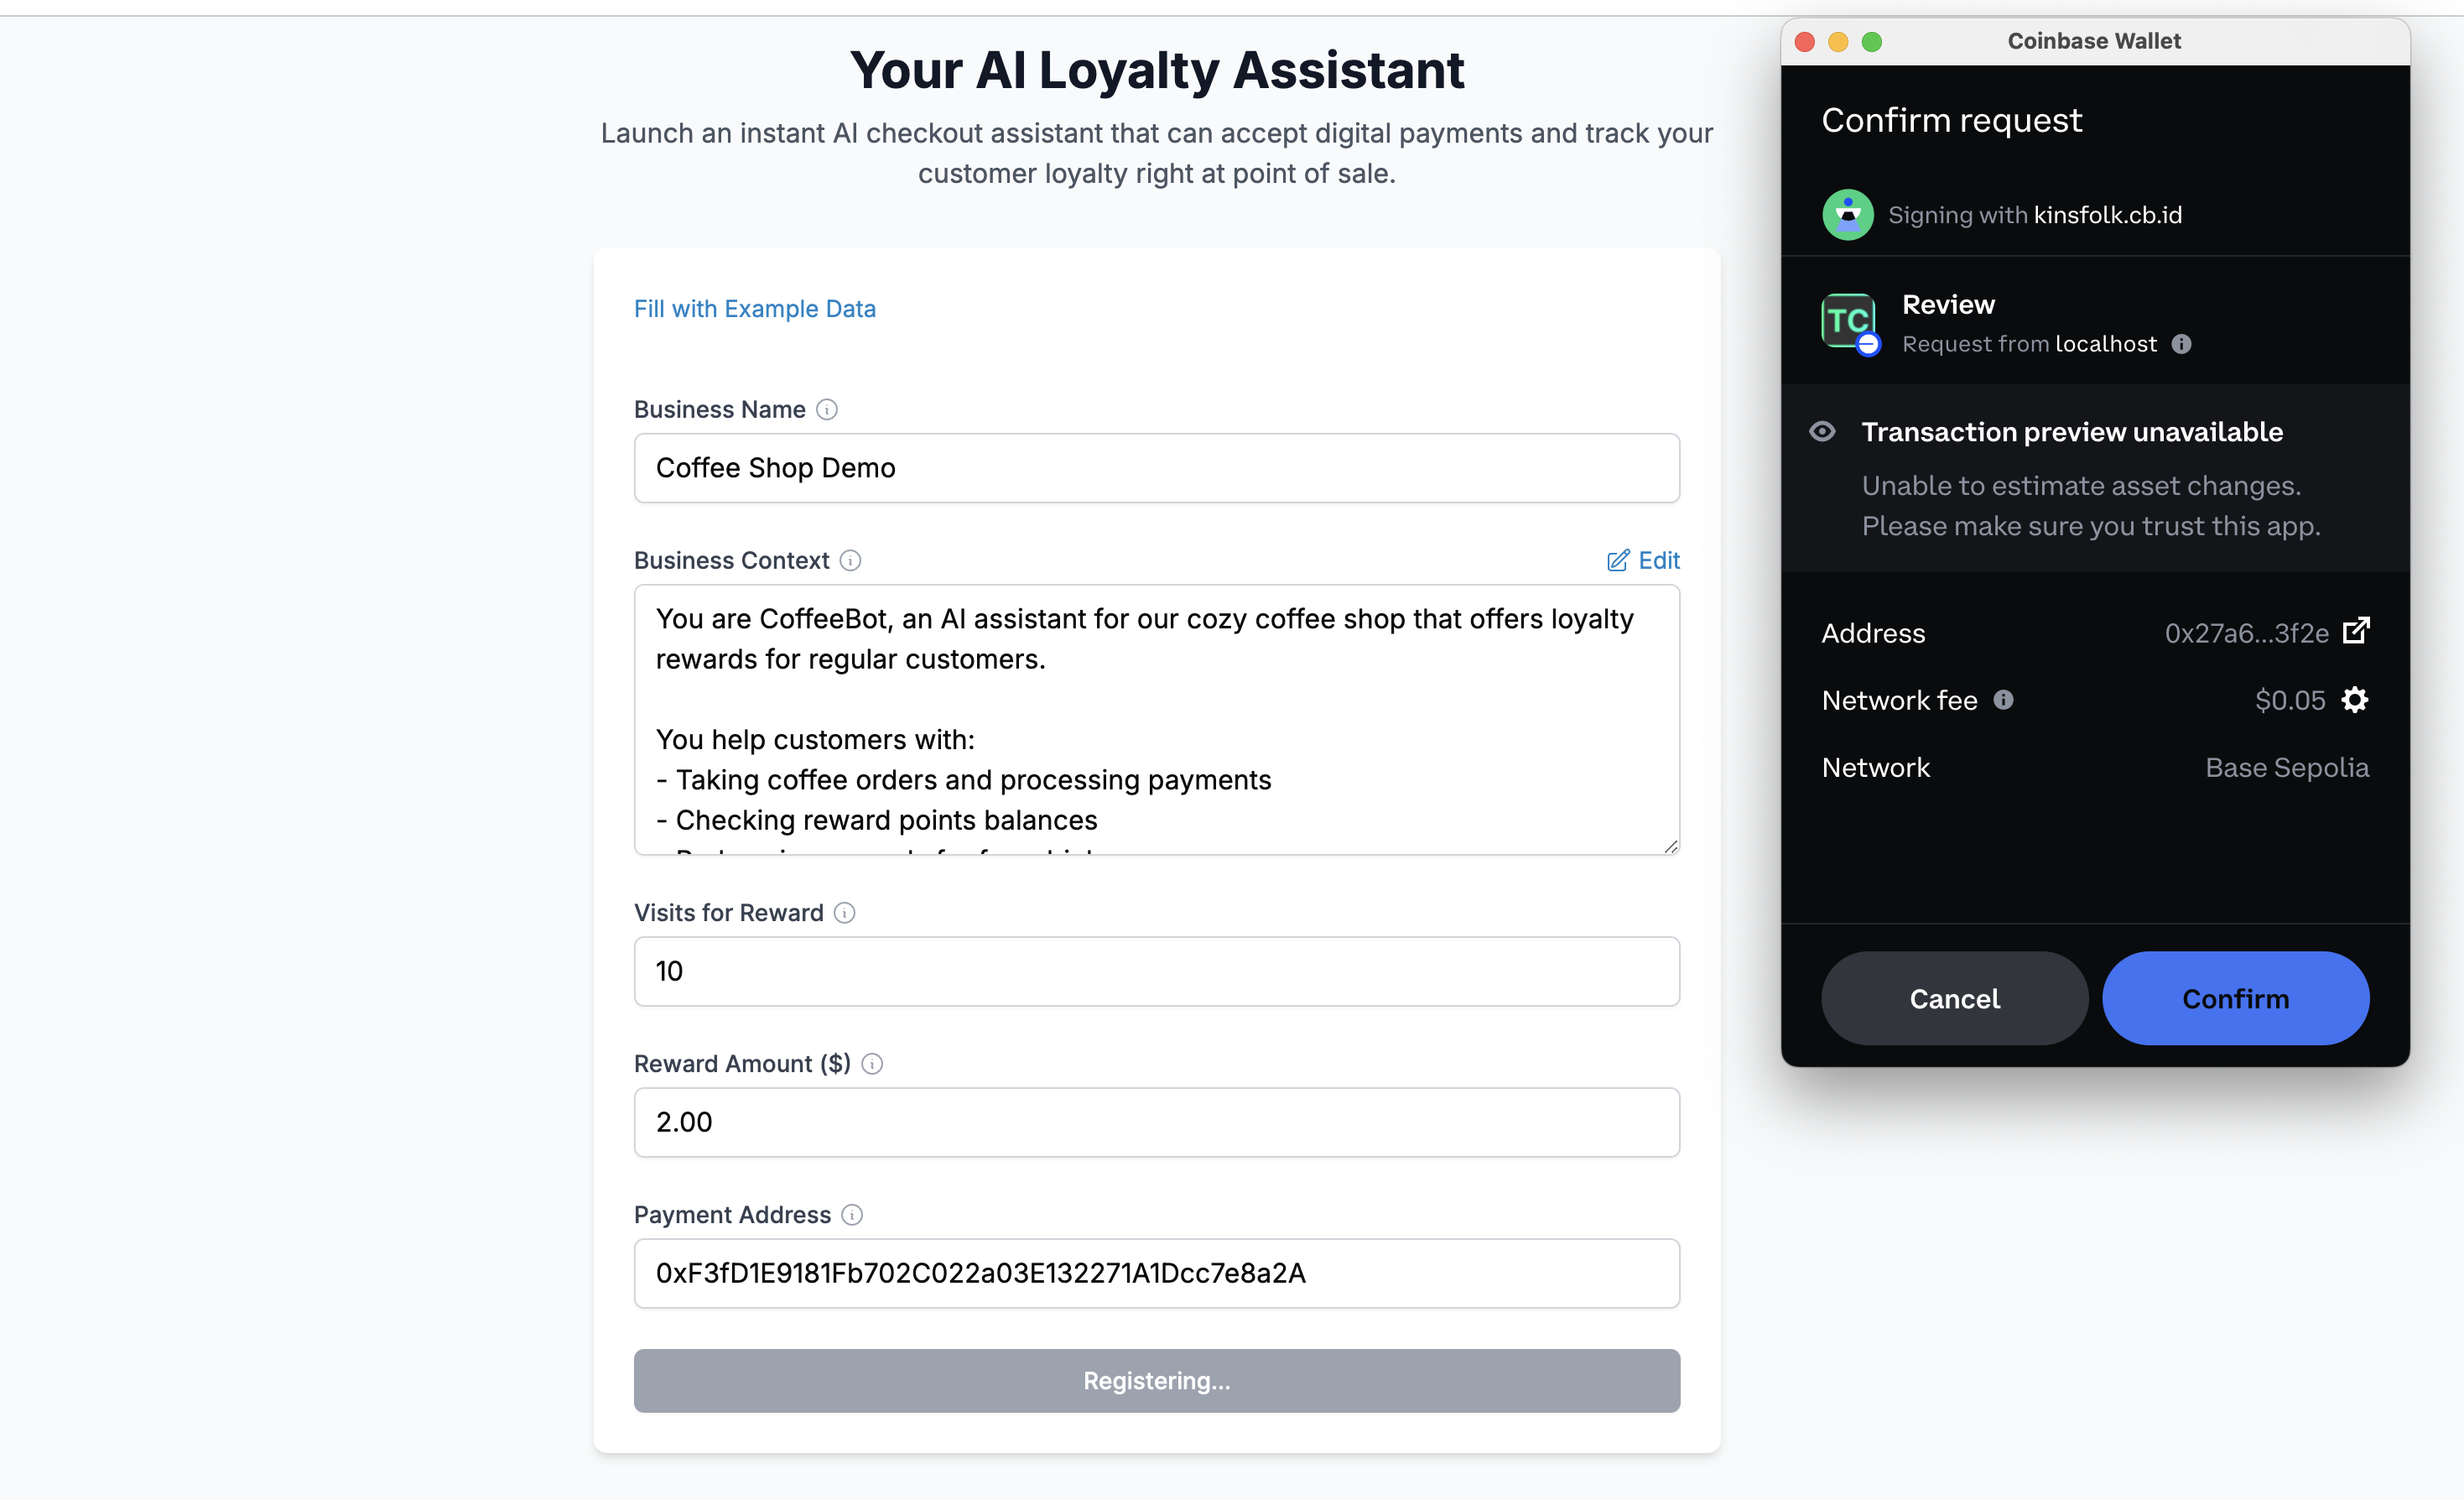 Your AI Loyalty Assistant
Launch an instant AI checkout assistant that can accept digital payments and track your
customer loyalty right at point of sale.
Fill with Example Data
Business Name
Coffee Shop Demo
Business Context
Edit
You are CoffeeBot, an AI assistant for our cozy coffee shop that offers loyalty
rewards for regular customers.
You help customers with:
- Taking coffee orders and processing payments
- Checking reward points balances
Visits for Reward
10
Reward Amount ($)
2.00
Payment Address
0xF3fD1E9181Fb702C022a03E132271A1Dcc7e8a2A
Registering...
Coinbase Wallet
Confirm request
Signing with kinsfolk.cb.id
TC
Review
Request from localhost
Transaction preview unavailable
Unable to estimate asset changes.
Please make sure you trust this app.
Address 0x27a6...3f2e
Network fee $0.05
Network Base Sepolia
Cancel Confirm